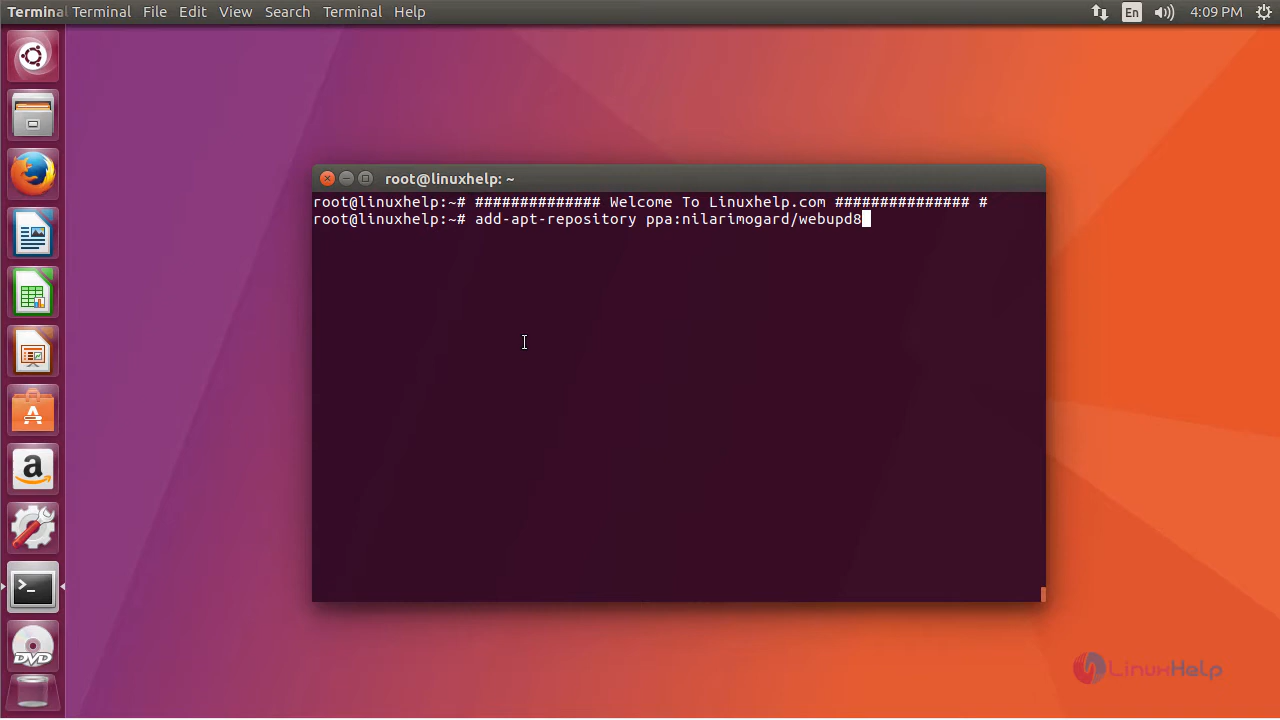 Terminal Terminal File Edit View Search Terminal Help En 4:09 PM
root@linuxhelp: ~
root@linuxhelp:~# ############## Welcome To Linuxhelp.com ############### #
root@linuxhelp:~# add-apt-repository ppa:nilarimogard/webupd8
A
a
>_
DVD
LinuxHelp